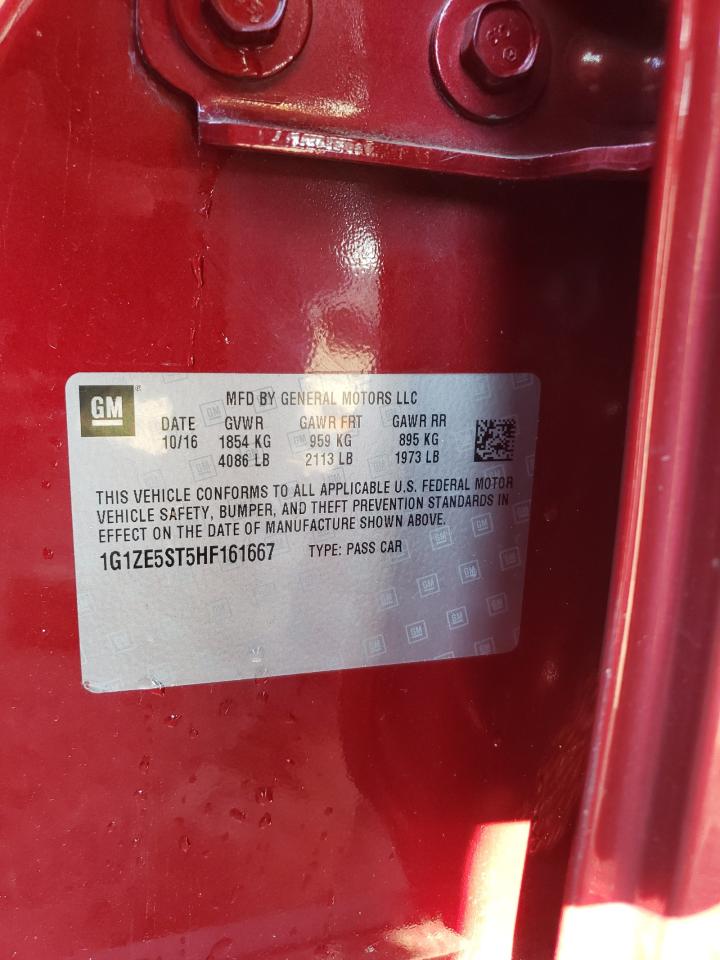 GM
MFD BY GENERAL MOTORS LLC
DATE GVWR GAWR FRT GAWR RR
10/16 1854 KG 959 KG 895 KG
4086 LB 2113 LB 1973 LB
THIS VEHICLE CONFORMS TO ALL APPLICABLE U.S. FEDERAL MOTOR
VEHICLE SAFETY, BUMPER, AND THEFT PREVENTION STANDARDS IN
EFFECT ON THE DATE OF MANUFACTURE SHOWN ABOVE.
1G1ZE5ST5HF161667 TYPE: PASS CAR